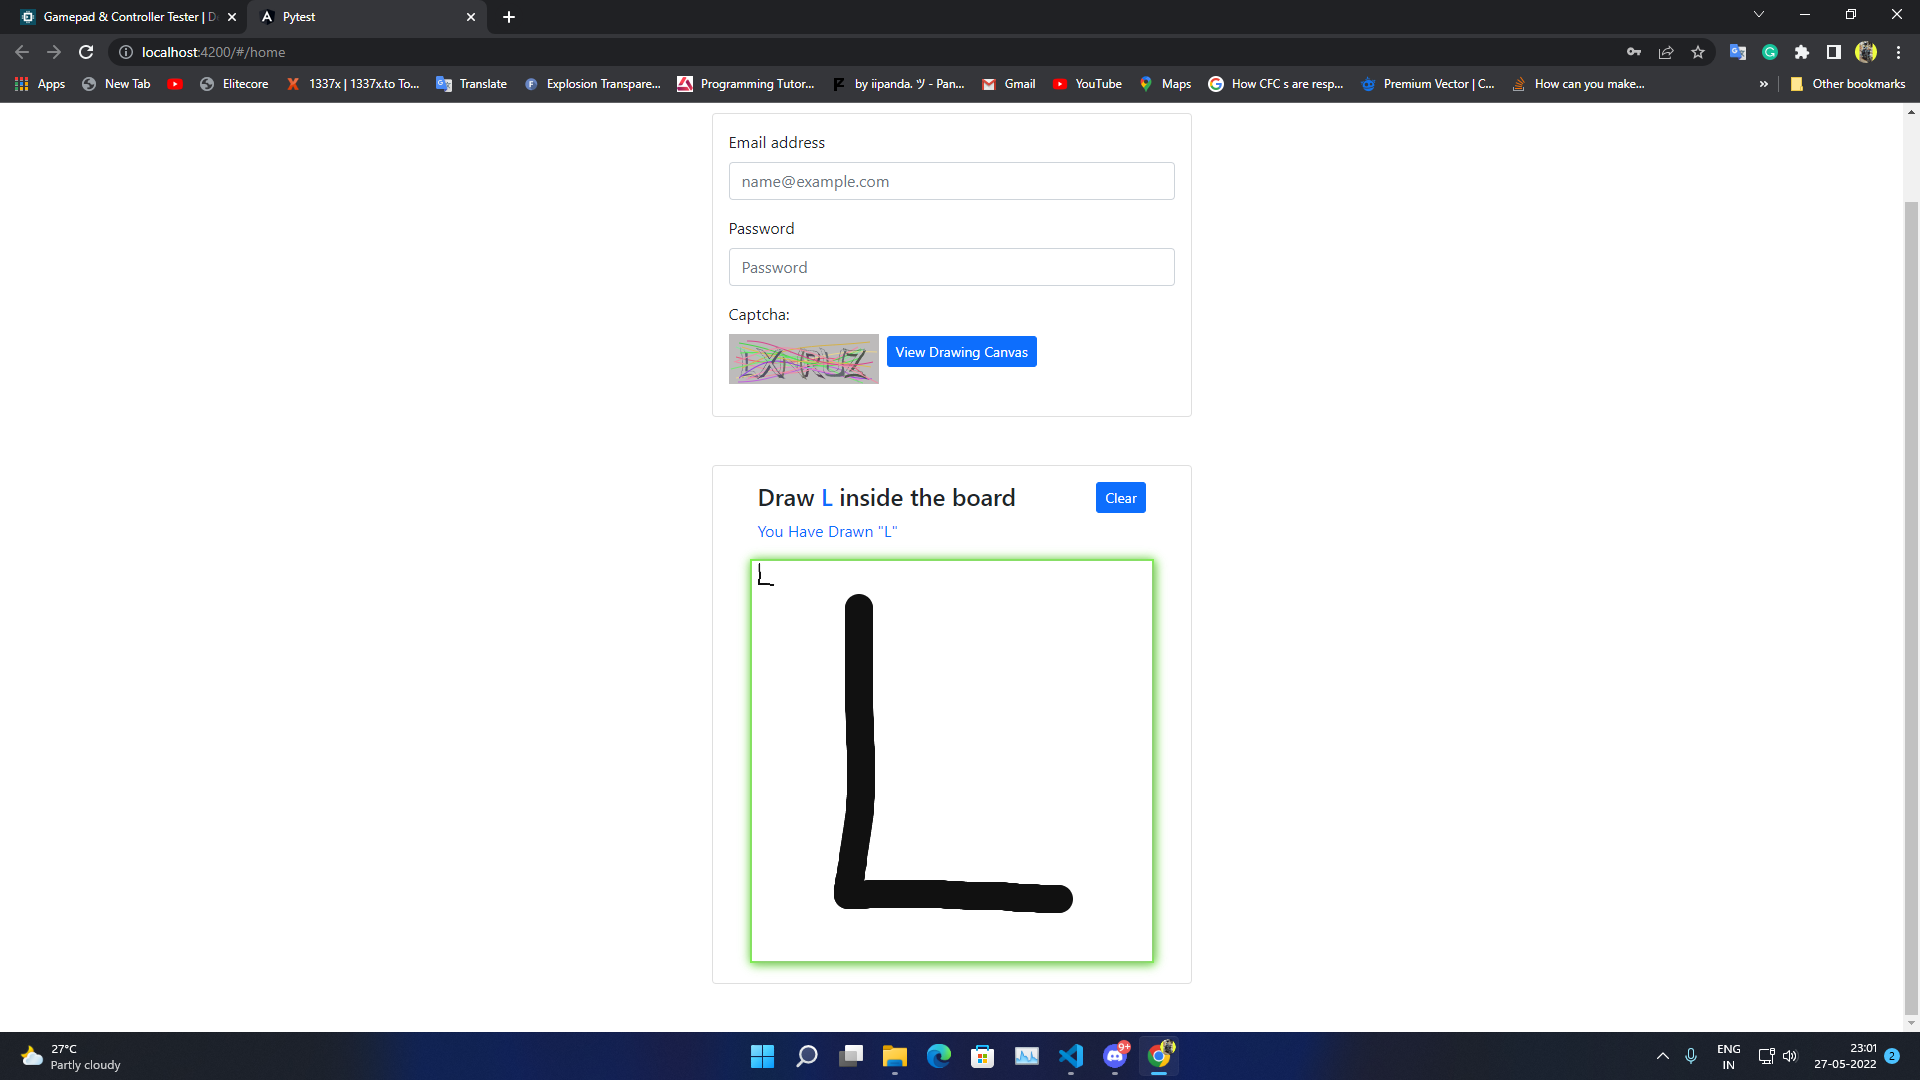 Gamepad & Controller Tester | D
Pytest
localhost:4200/#/home
Apps
New Tab
Elitecore
1337x | 1337x.to To...
Translate
Explosion Transpare...
Programming Tutor...
by iipanda. ツ - Pan...
Gmail
YouTube
Maps
How CFC s are resp...
Premium Vector | C...
How can you make...
»
Other bookmarks
Email address
name@example.com
Password
Password
Captcha:
View Drawing Canvas
Draw L inside the board
Clear
You Have Drawn "L"
L
L
27°C
Partly cloudy
9+
ENG
IN
23:01
27-05-2022
2